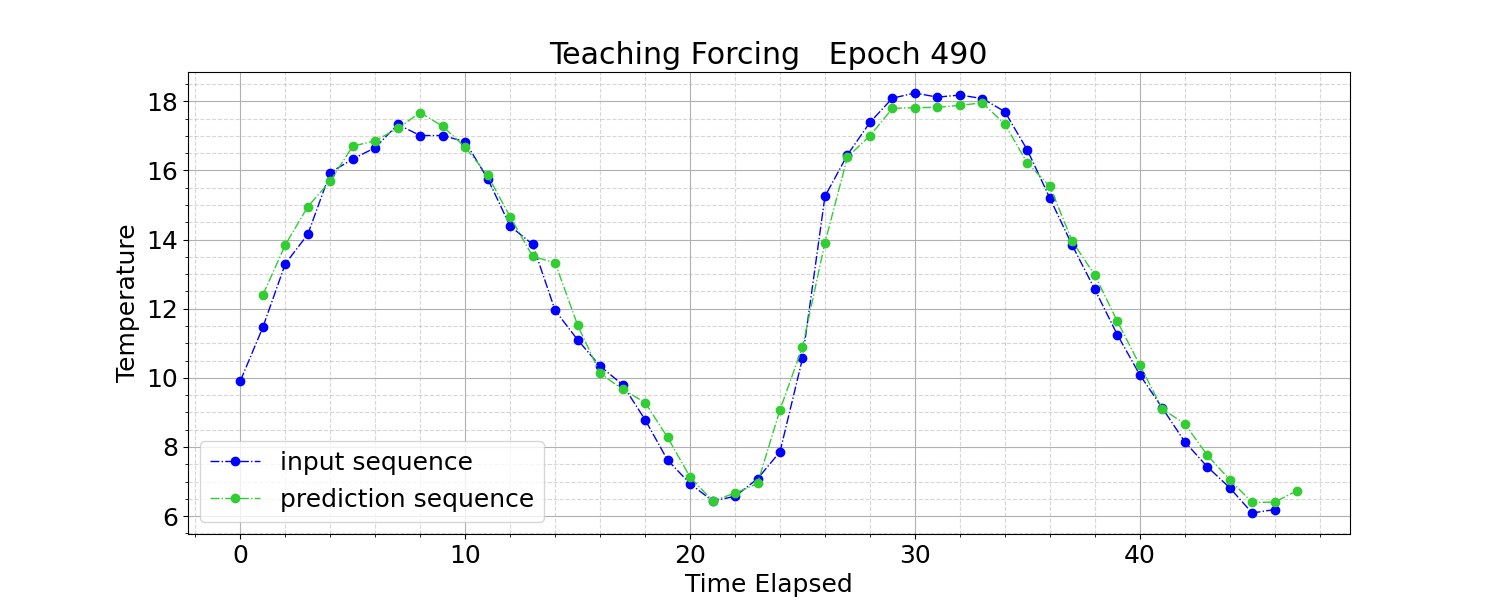 Teaching Forcing   Epoch 490
Temperature
18
16
14
12
10
8
6
input sequence
prediction sequence
0 10 20 30 40
Time Elapsed